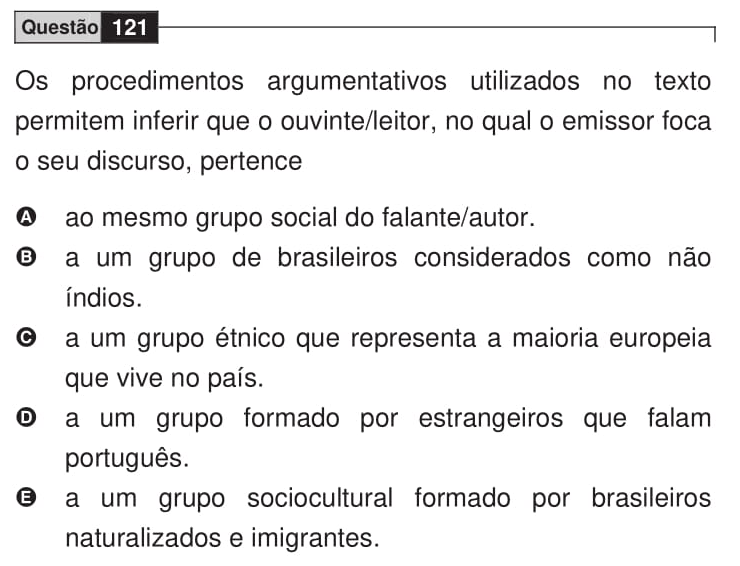 Questão 121
Os procedimentos argumentativos utilizados no texto
permitem inferir que o ouvinte/leitor, no qual o emissor foca
o seu discurso, pertence
A ao mesmo grupo social do falante/autor.
B a um grupo de brasileiros considerados como não
índios.
C a um grupo étnico que representa a maioria europeia
que vive no país.
D a um grupo formado por estrangeiros que falam
português.
E a um grupo sociocultural formado por brasileiros
naturalizados e imigrantes.